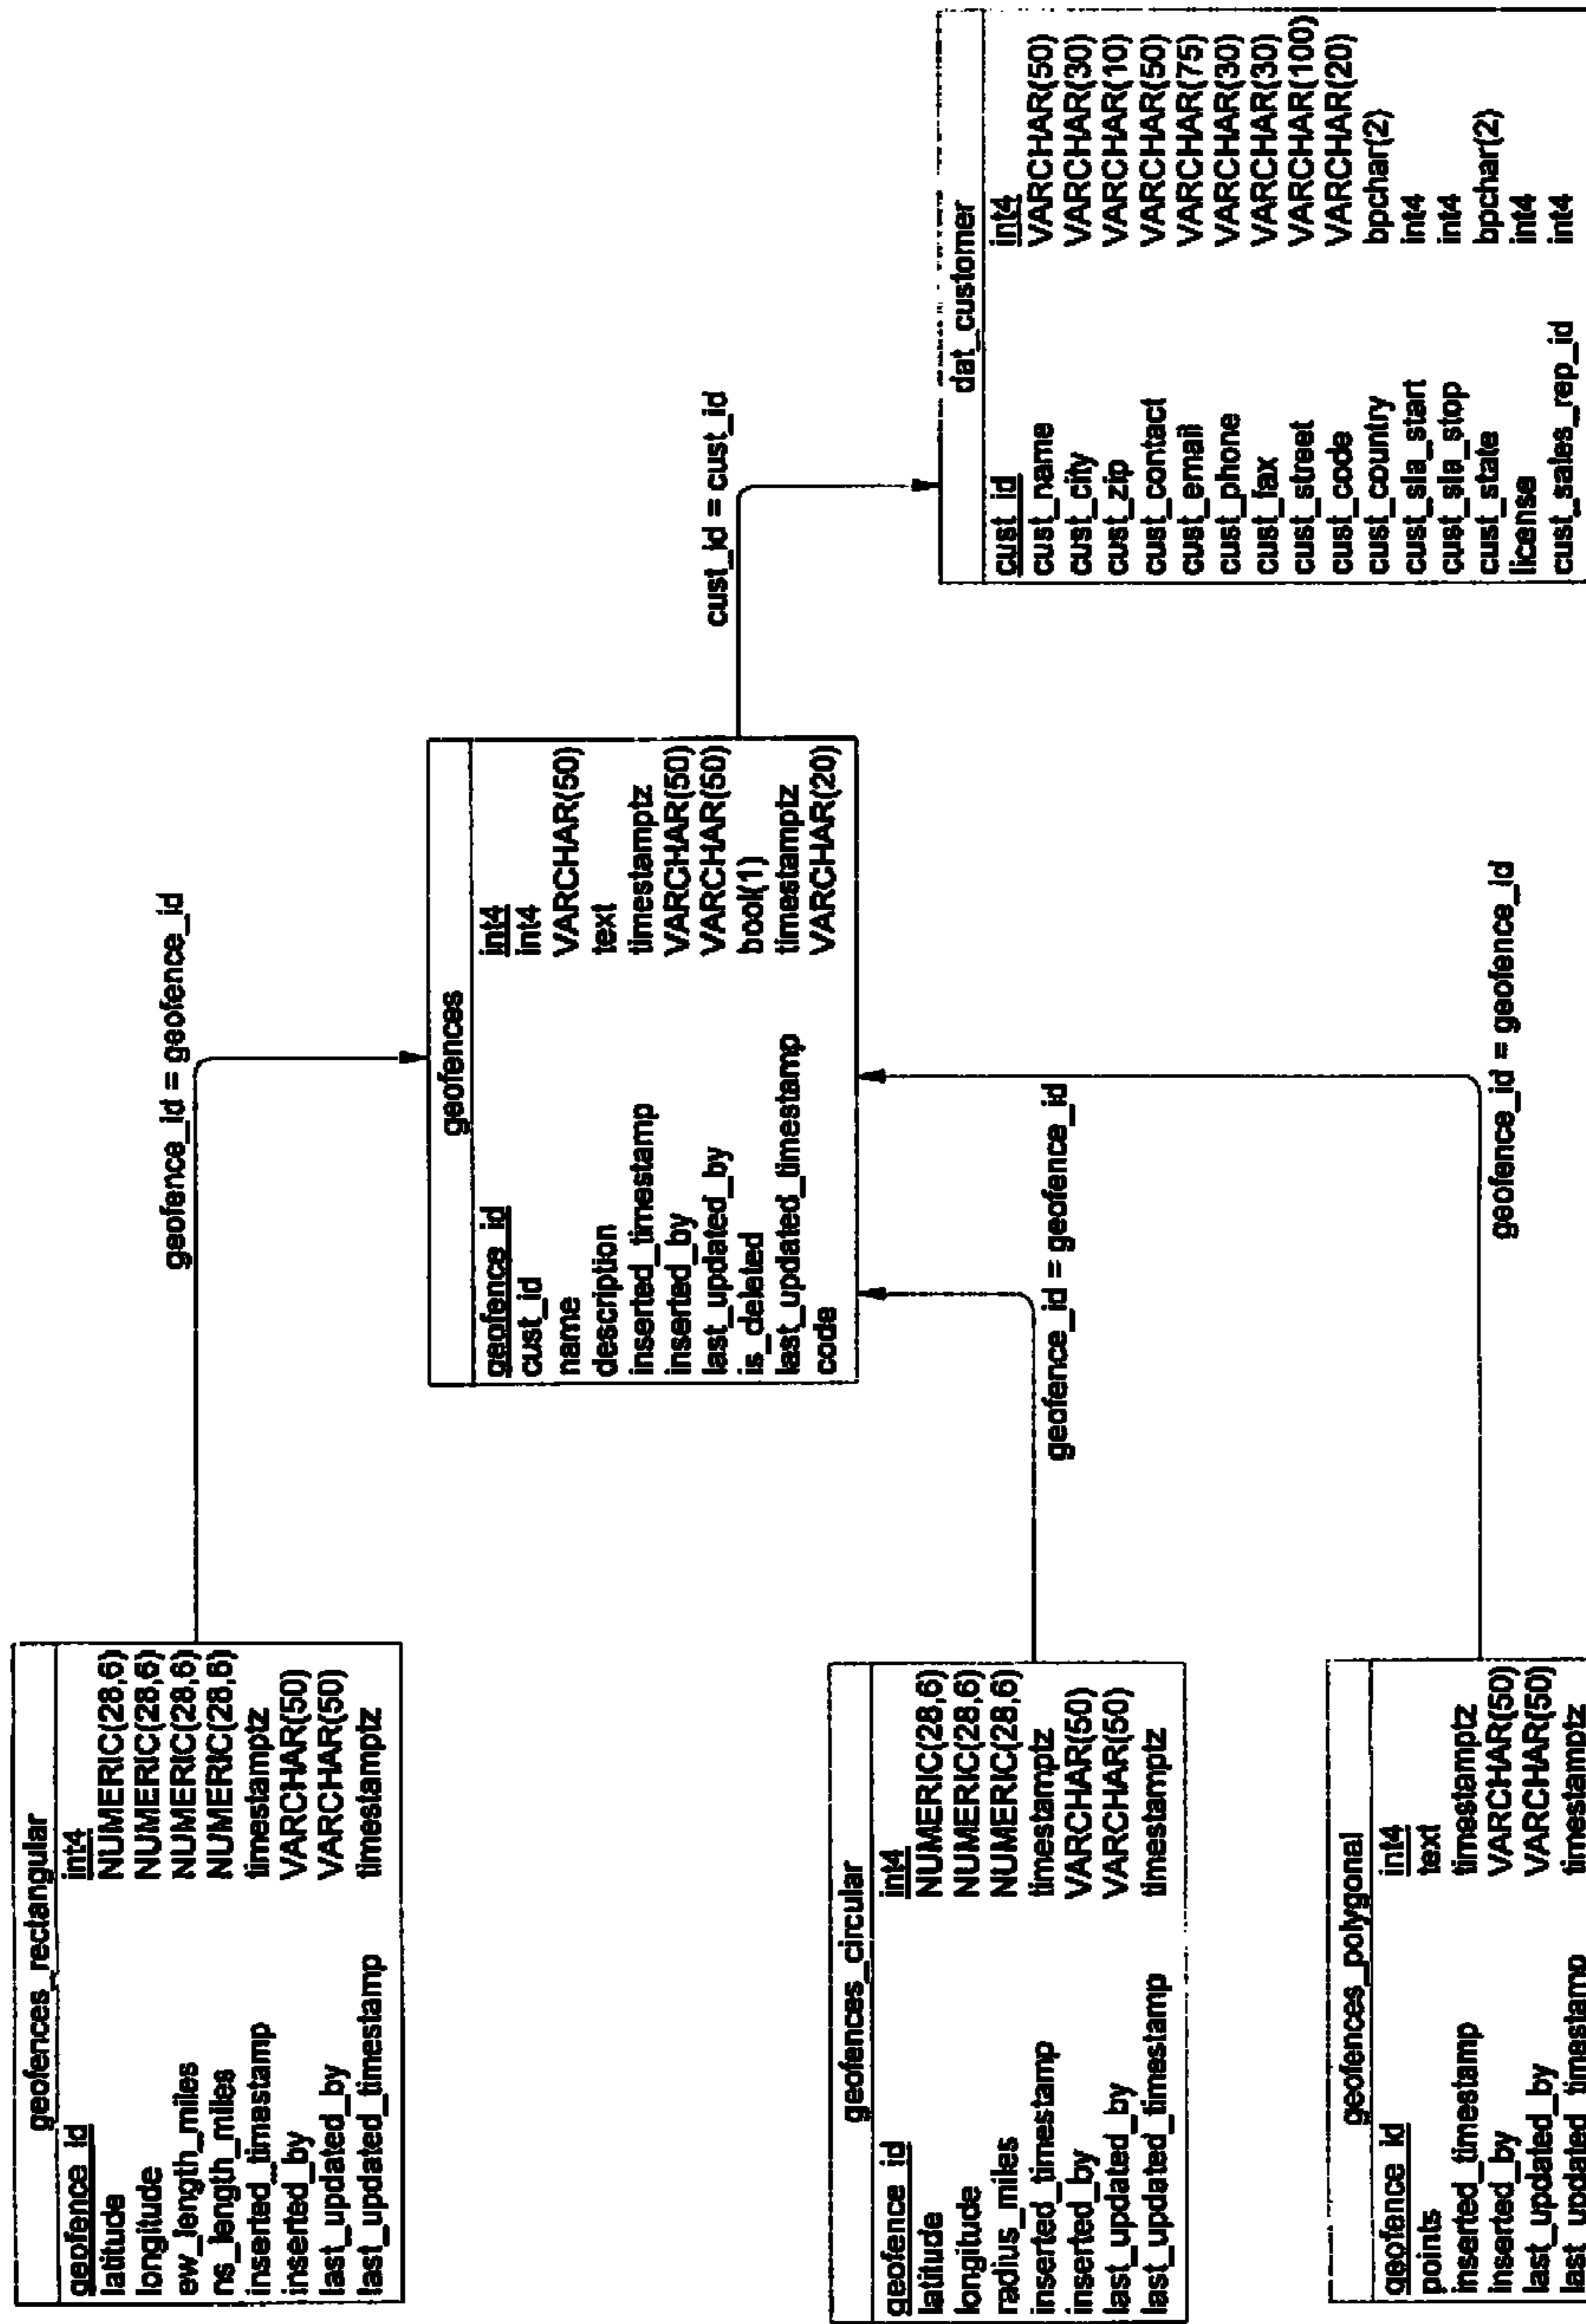 geofences_rectangular
geofence_id int4
latitude NUMERIC(28,6)
longitude NUMERIC(28,6)
ew_length_miles NUMERIC(28,6)
ns_length_miles NUMERIC(28,6)
inserted_timestamp timestamptz
inserted_by VARCHAR(50)
last_updated_by VARCHAR(50)
last_updated_timestamp timestamptz
geofence_id = geofence_id
geofences
geofence_id int4
cust_id int4
name VARCHAR(50)
description text
inserted_timestamp timestamptz
inserted_by VARCHAR(50)
last_updated_by VARCHAR(50)
is_deleted bool(1)
last_updated_timestamp timestamptz
code VARCHAR(20)
cust_id = cust_id
geofences_circular
geofence_id int4
latitude NUMERIC(28,6)
longitude NUMERIC(28,6)
radius_miles NUMERIC(28,6)
inserted_timestamp timestamptz
inserted_by VARCHAR(50)
last_updated_by VARCHAR(50)
last_updated_timestamp timestamptz
geofence_id = geofence_id
dat_customer
cust_id int4
cust_name VARCHAR(50)
cust_city VARCHAR(30)
cust_zip VARCHAR(10)
cust_contact VARCHAR(50)
cust_email VARCHAR(75)
cust_phone VARCHAR(30)
cust_fax VARCHAR(30)
cust_street VARCHAR(100)
cust_code VARCHAR(20)
cust_country bpchar(2)
cust_sla_start int4
cust_sla_stop int4
cust_state bpchar(2)
license int4
cust_sales_rep_id int4
geofences_polygonal
geofence_id int4
points text
inserted_timestamp timestamptz
inserted_by VARCHAR(50)
last_updated_by VARCHAR(50)
last_updated_timestamp timestamptz
geofence_id = geofence_id